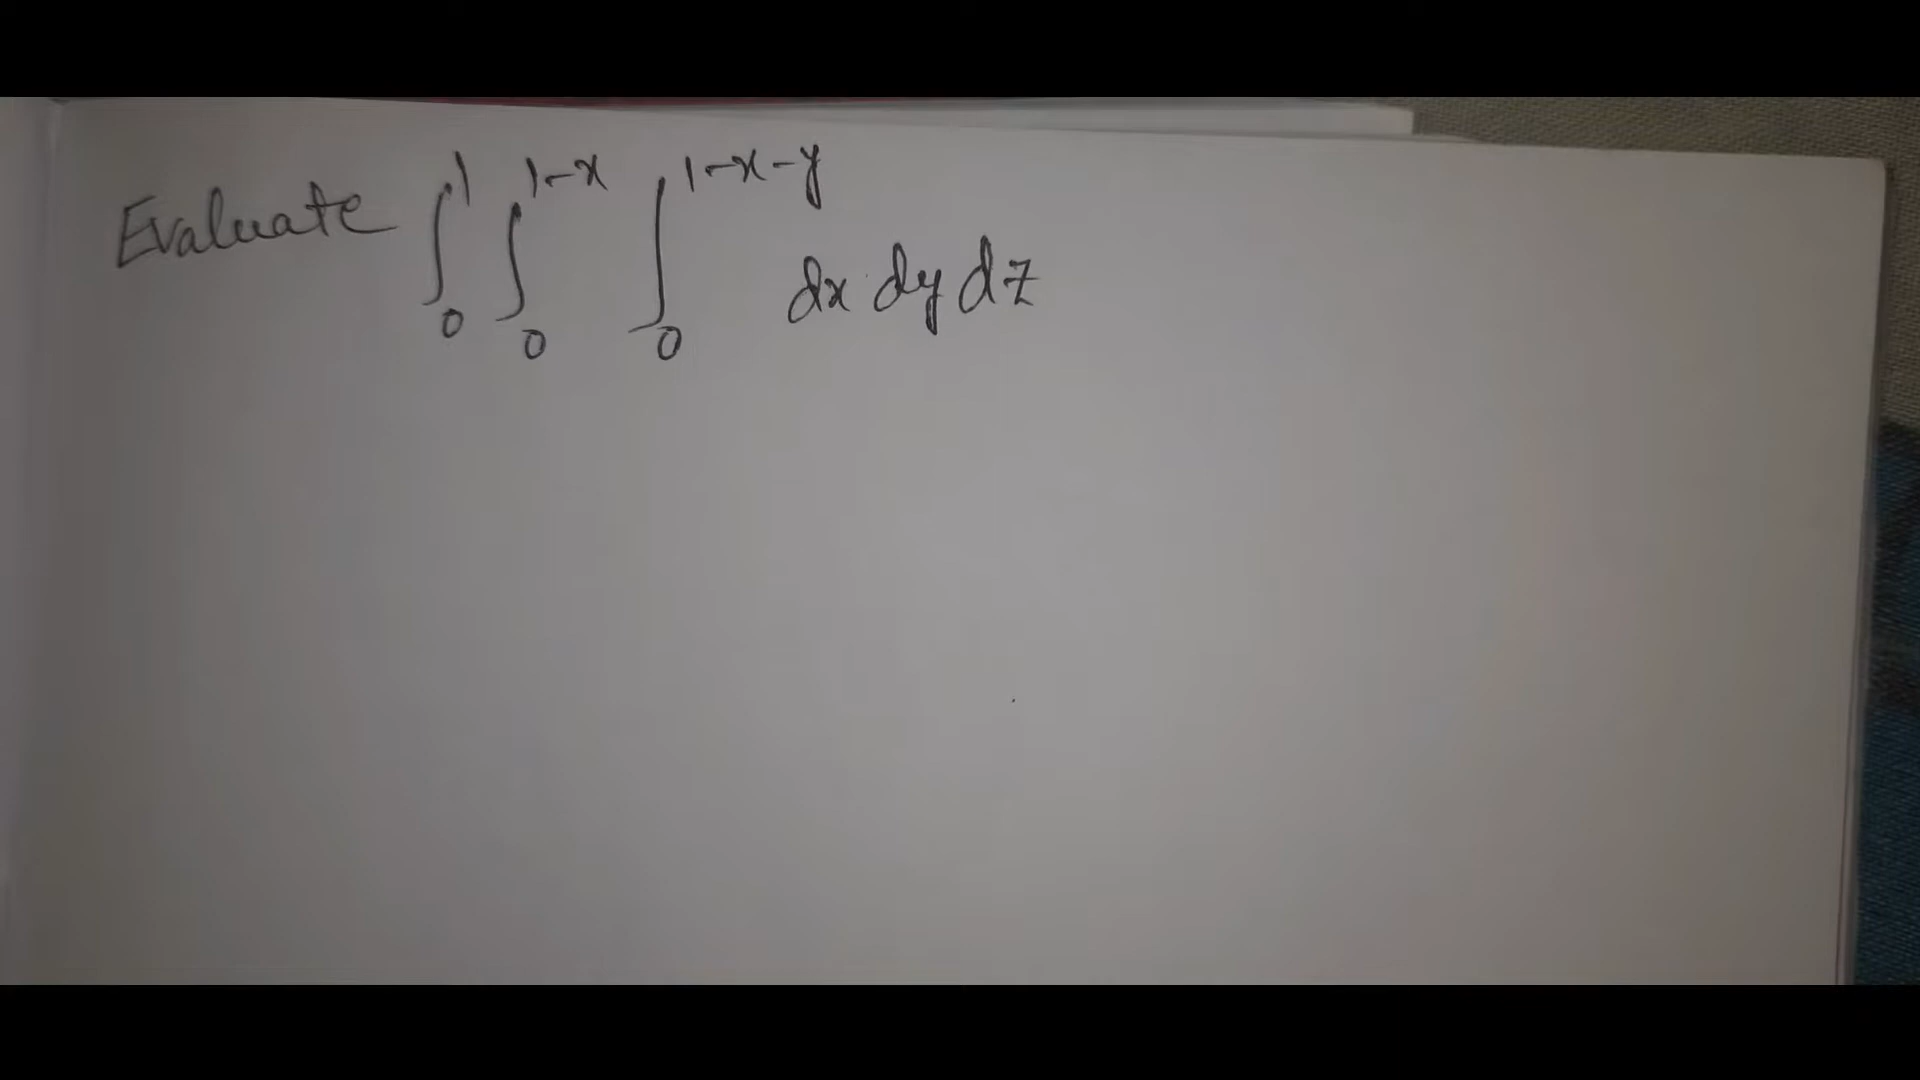 Evaluate ∫₀¹ ∫₀^{1-x} ∫₀^{1-x-y} dx dy dz